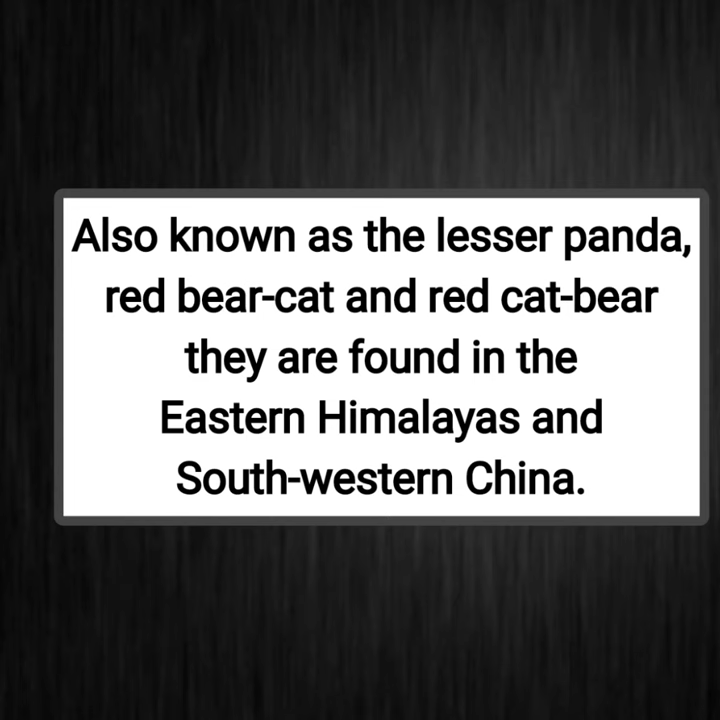 Also known as the lesser panda,
red bear-cat and red cat-bear
they are found in the
Eastern Himalayas and
South-western China.